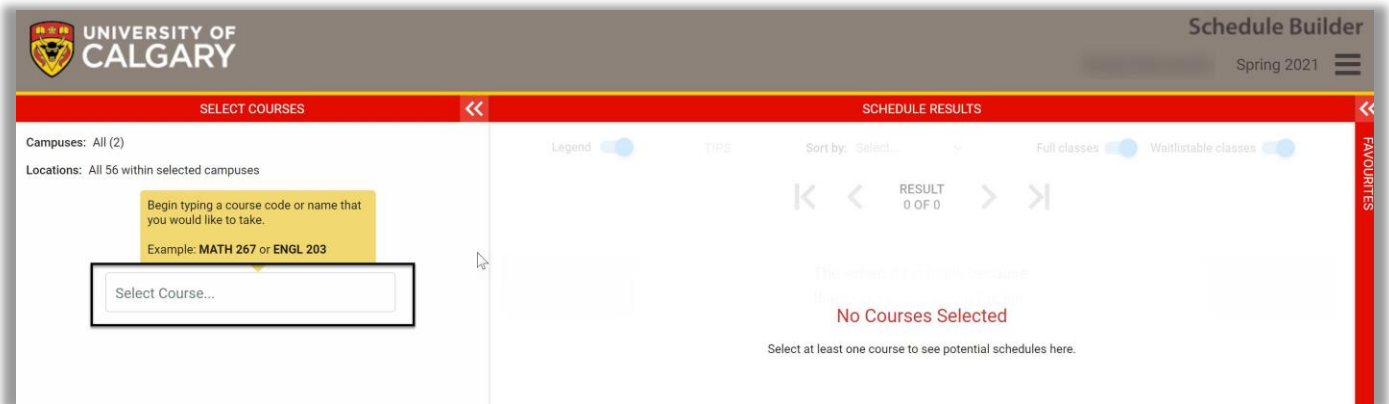 UNIVERSITY OF
CALGARY
Schedule Builder
Spring 2021
SELECT COURSES
SCHEDULE RESULTS
Campuses: All (2)
Locations: All 56 within selected campuses
Begin typing a course code or name that
you would like to take.
Example: MATH 267 or ENGL 203
Select Course...
Legend TIPS Sort by: Select... Full classes Waitlistable classes
RESULT
0 OF 0
No Courses Selected
Select at least one course to see potential schedules here.
FAVOURITES